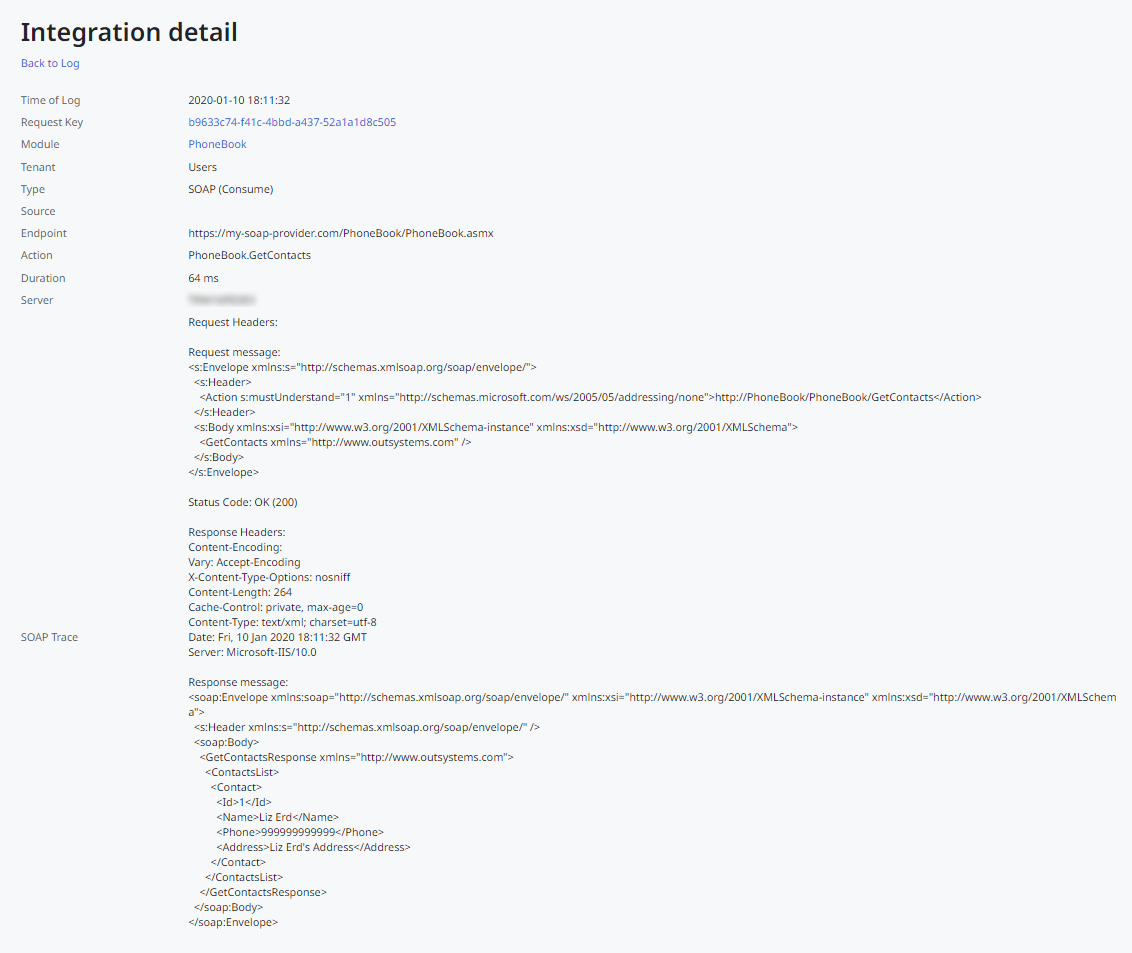 Integration detail
Back to Log
Time of Log 2020-01-10 18:11:32
Request Key b9633c74-f41c-4bbd-a437-52a1a1d8c505
Module PhoneBook
Tenant Users
Type SOAP (Consume)
Source
Endpoint https://my-soap-provider.com/PhoneBook/PhoneBook.asmx
Action PhoneBook.GetContacts
Duration 64 ms
Server
Request Headers:
Request message:
<s:Envelope xmlns:s="http://schemas.xmlsoap.org/soap/envelope/">
<s:Header>
<Action s:mustUnderstand="1" xmlns="http://schemas.microsoft.com/ws/2005/05/addressing/none">http://PhoneBook/PhoneBook/GetContacts</Action>
</s:Header>
<s:Body xmlns:xsi="http://www.w3.org/2001/XMLSchema-instance" xmlns:xsd="http://www.w3.org/2001/XMLSchema">
<GetContacts xmlns="http://www.outsystems.com" />
</s:Body>
</s:Envelope>
Status Code: OK (200)
Response Headers:
Content-Encoding:
Vary: Accept-Encoding
X-Content-Type-Options: nosniff
Content-Length: 264
Cache-Control: private, max-age=0
Content-Type: text/xml; charset=utf-8
SOAP Trace Date: Fri, 10 Jan 2020 18:11:32 GMT
Server: Microsoft-IIS/10.0
Response message:
<soap:Envelope xmlns:soap="http://schemas.xmlsoap.org/soap/envelope/" xmlns:xsi="http://www.w3.org/2001/XMLSchema-instance" xmlns:xsd="http://www.w3.org/2001/XMLSchem
a">
<s:Header xmlns:s="http://schemas.xmlsoap.org/soap/envelope/" />
<soap:Body>
<GetContactsResponse xmlns="http://www.outsystems.com">
<ContactsList>
<Contact>
<Id>1</Id>
<Name>Liz Erd</Name>
<Phone>999999999999</Phone>
<Address>Liz Erd's Address</Address>
</Contact>
</ContactsList>
</GetContactsResponse>
</soap:Body>
</soap:Envelope>